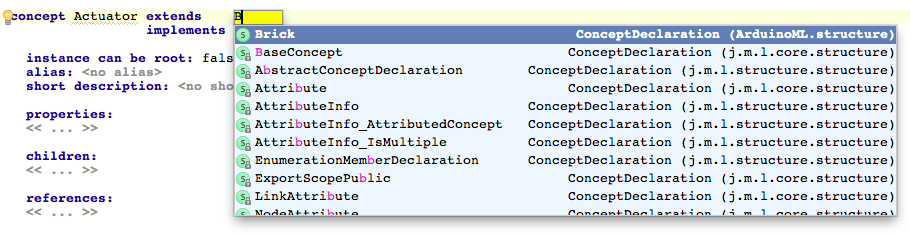 concept Actuator extends B
implements
instance can be root: fals
alias: <no alias>
short description: <no sho
properties:
<< ... >>
children:
<< ... >>
references:
<< ... >>
Brick ConceptDeclaration (ArduinoML.structure)
BaseConcept ConceptDeclaration (j.m.l.core.structure)
AbstractConceptDeclaration ConceptDeclaration (j.m.l.structure.structure)
Attribute ConceptDeclaration (j.m.l.core.structure)
AttributeInfo ConceptDeclaration (j.m.l.structure.structure)
AttributeInfo_AttributedConcept ConceptDeclaration (j.m.l.structure.structure)
AttributeInfo_IsMultiple ConceptDeclaration (j.m.l.structure.structure)
EnumerationMemberDeclaration ConceptDeclaration (j.m.l.structure.structure)
ExportScopePublic ConceptDeclaration (j.m.l.core.structure)
LinkAttribute ConceptDeclaration (j.m.l.core.structure)
NodeAttribute ConceptDeclaration (j.m.l.core.structure)